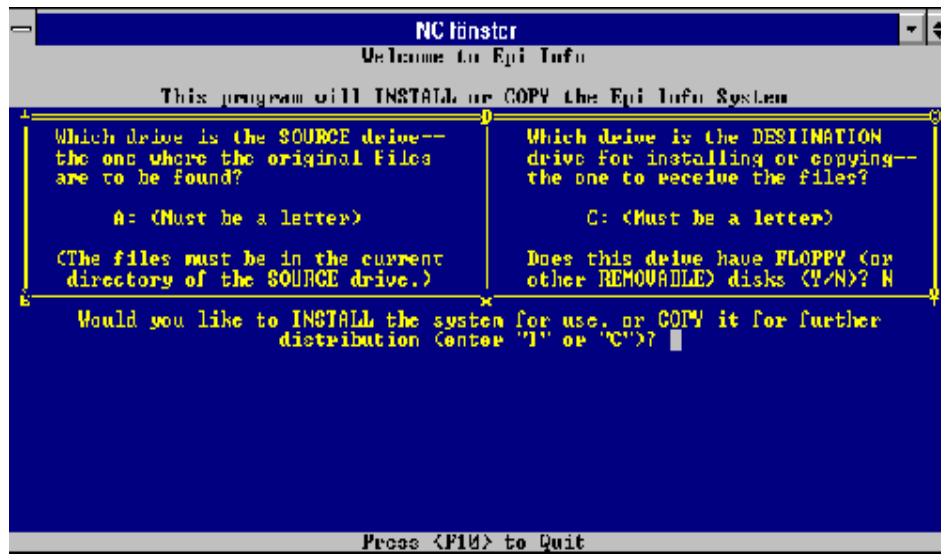 NC fönster
Welcome to Epi Info
This program will INSTALL or COPY the Epi Info System
Which drive is the SOURCE drive--
the one where the original files
are to be found?
A: (Must be a letter)
(The files must be in the current
directory of the SOURCE drive.)
Which drive is the DESTINATION
drive for installing or copying--
the one to receive the files?
C: (Must be a letter)
Does this drive have FLOPPY (or
other REMOVABLE) disks (Y/N)? N
Would you like to INSTALL the system for use, or COPY it for further
distribution (enter "I" or "C")?
Press <F10> to Quit